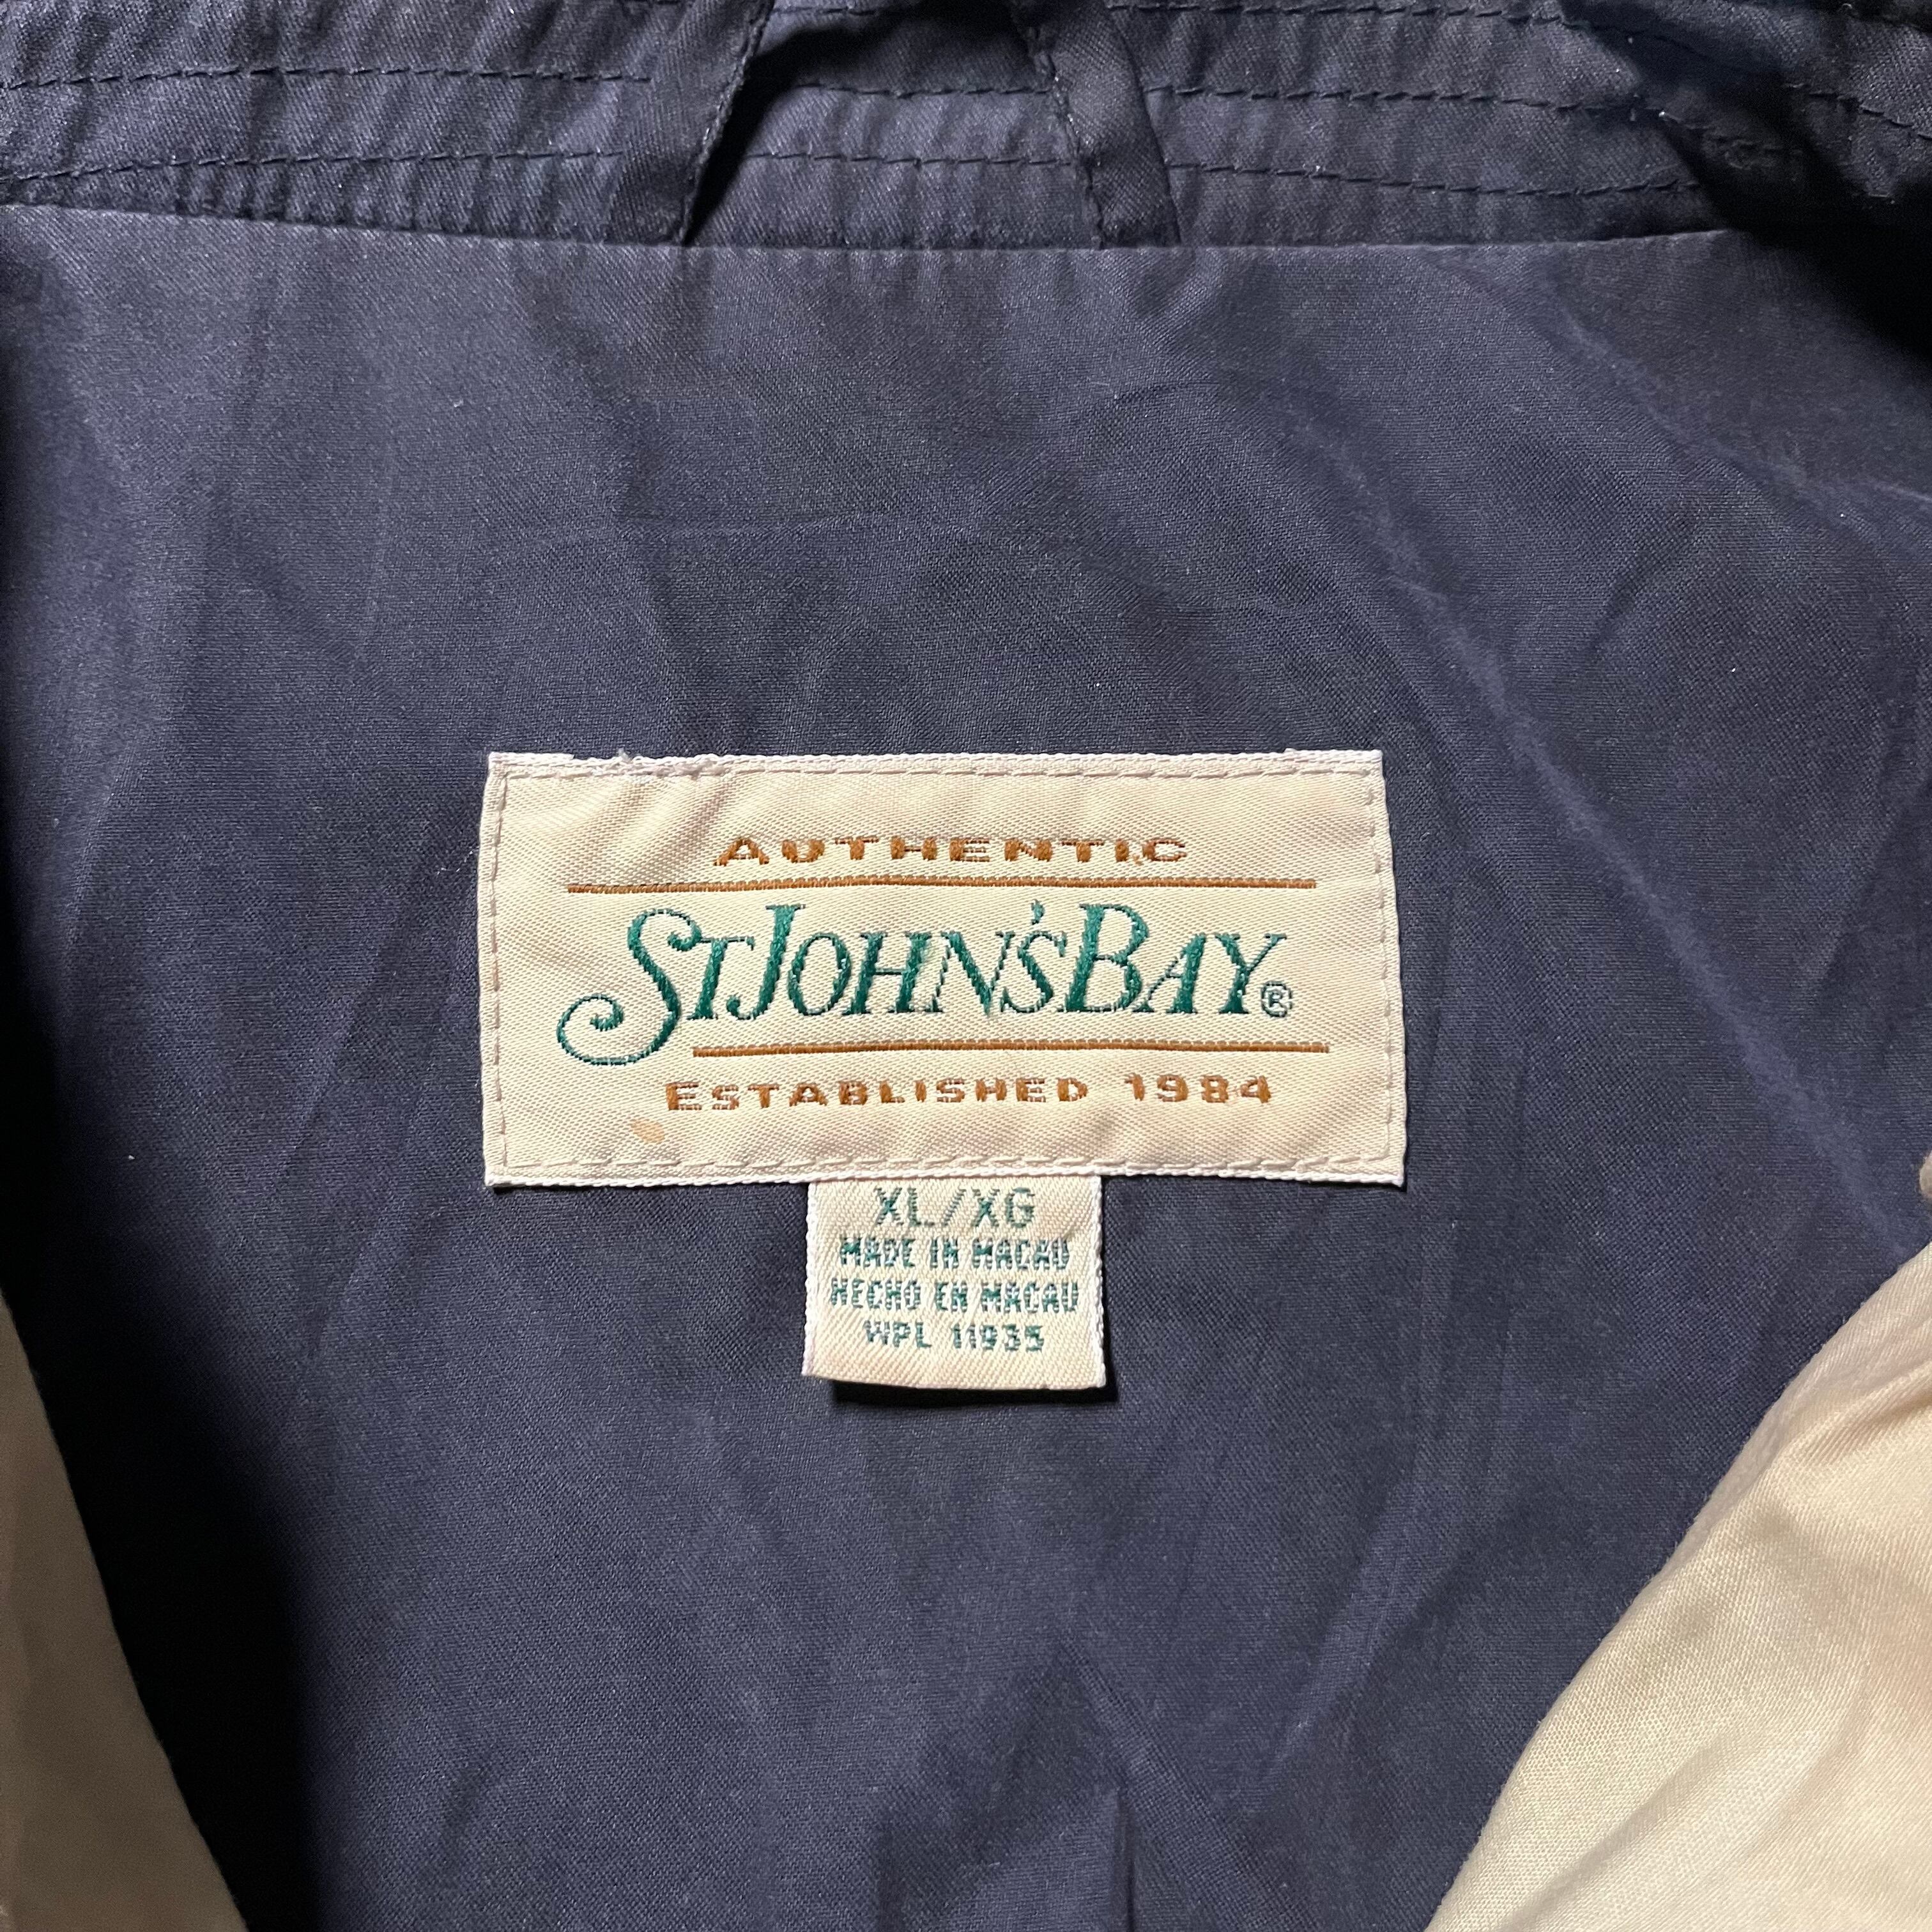 AUTHENTIC
ST JOHN'S BAY®
ESTABLISHED 1984
XL/XG
MADE IN MACAU
HECHO EN MACAU
WPL 11935